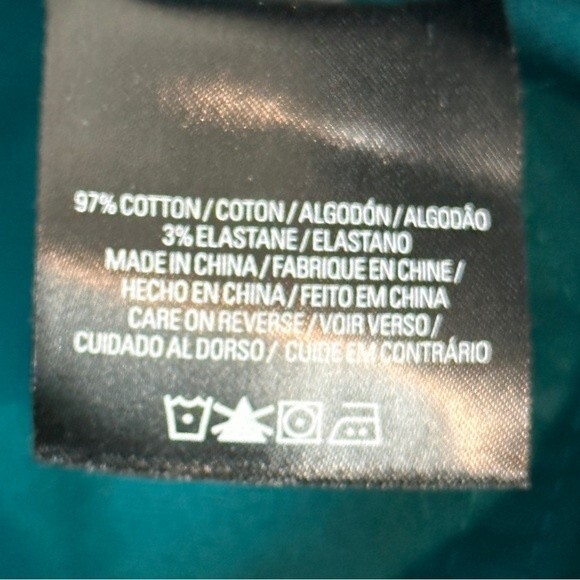 97% COTTON / COTON / ALGODÓN / ALGODÃO
3% ELASTANE / ELASTANO
MADE IN CHINA / FABRIQUE EN CHINE /
HECHO EN CHINA / FEITO EM CHINA
CARE ON REVERSE / VOIR VERSO /
CUIDADO AL DORSO / CUIDE EM CONTRÁRIO